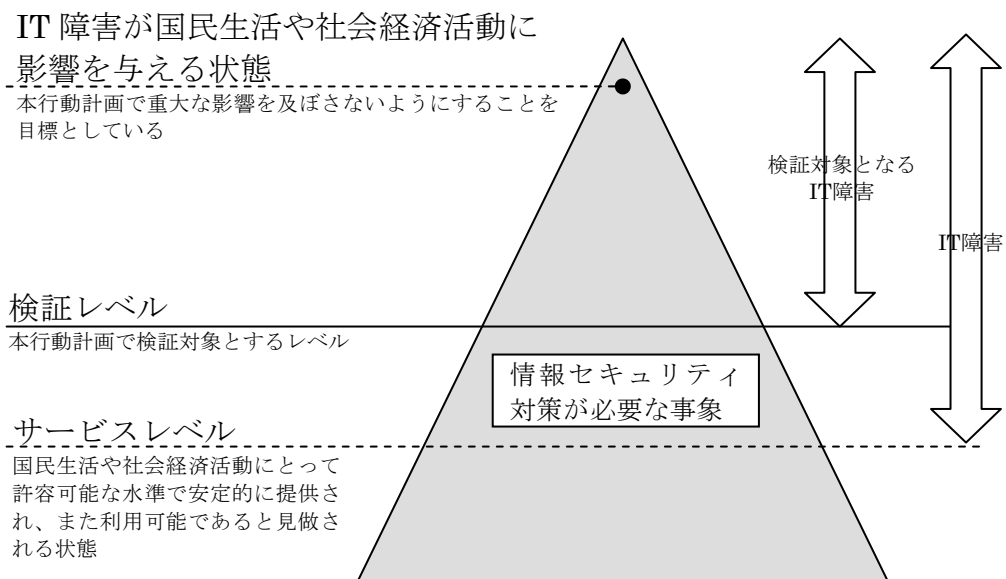 IT 障害が国民生活や社会経済活動に
影響を与える状態
本行動計画で重大な影響を及ぼさないようにすることを
目標としている
検証対象となる
IT障害
IT障害
検証レベル
本行動計画で検証対象とするレベル
情報セキュリティ
対策が必要な事象
サービスレベル
国民生活や社会経済活動にとって
許容可能な水準で安定的に提供さ
れ、また利用可能であると見做さ
れる状態